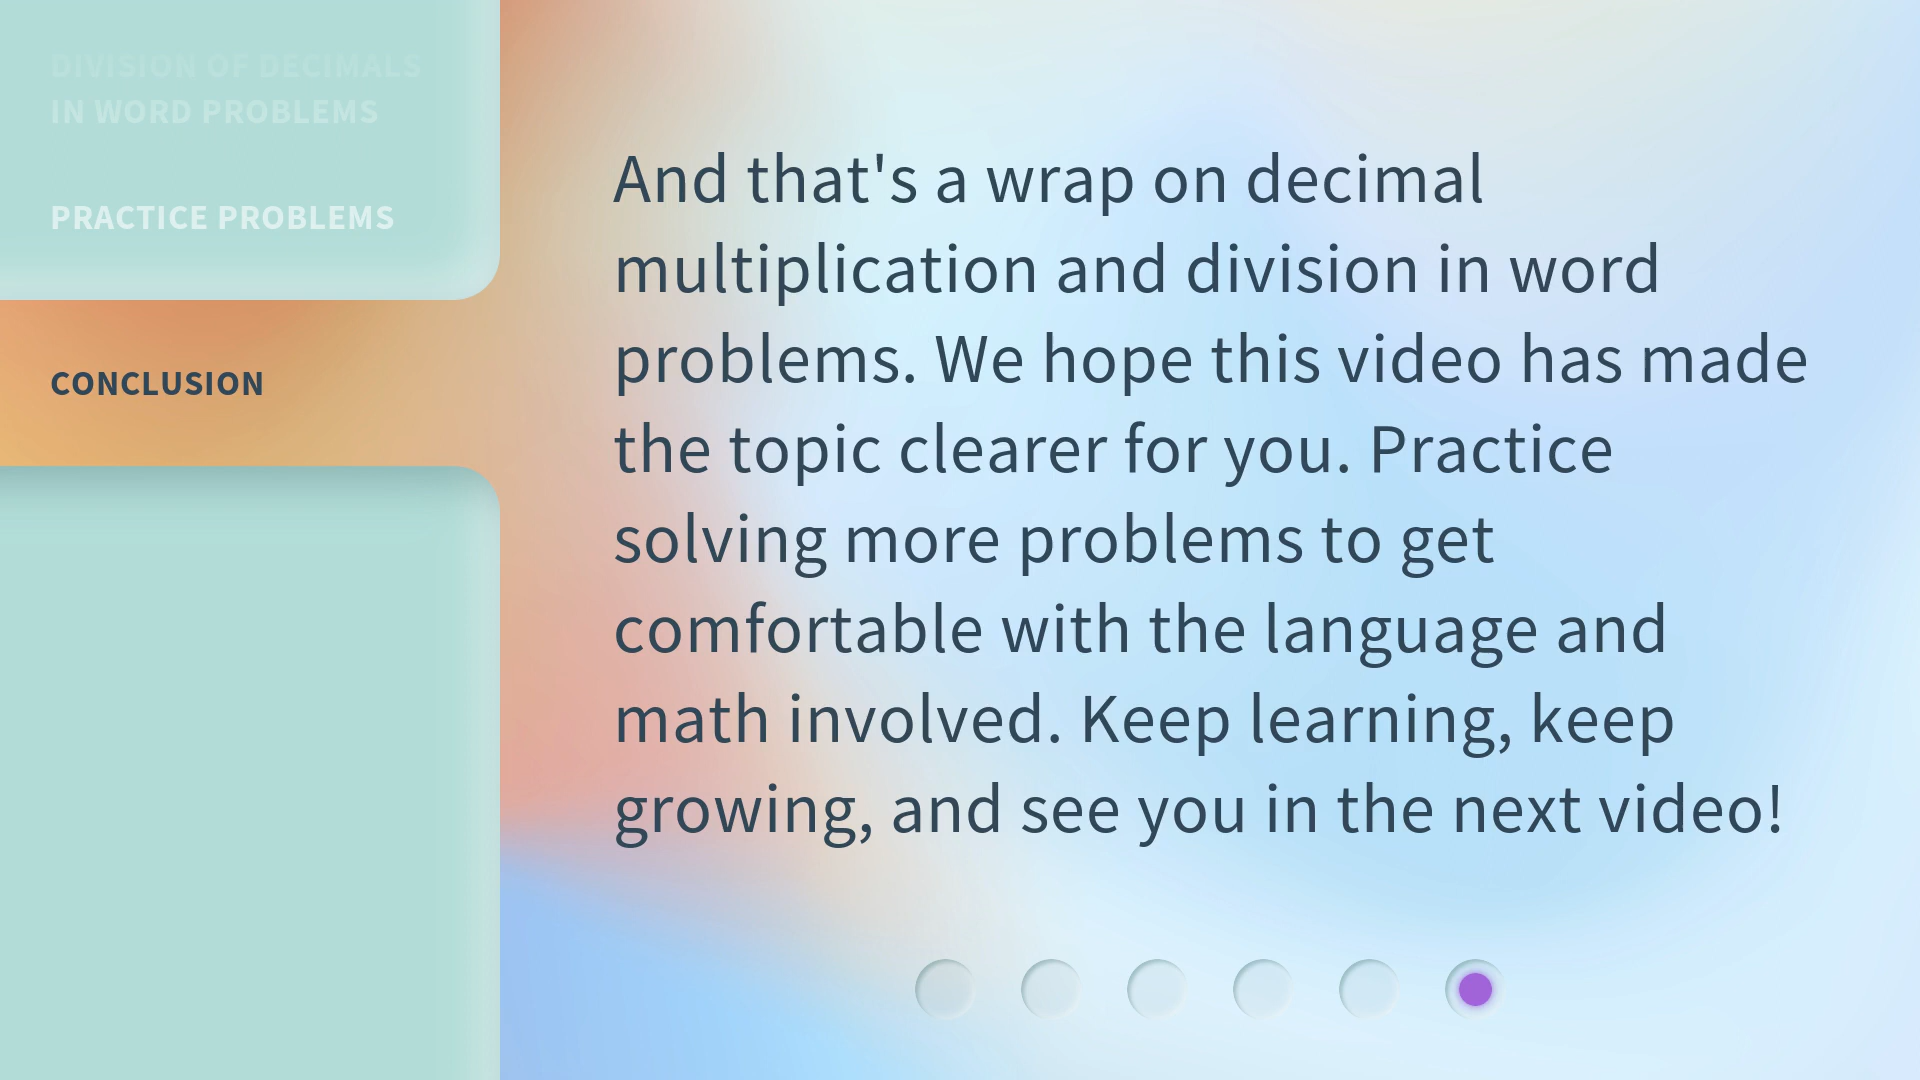 DIVISION OF DECIMALS
IN WORD PROBLEMS
PRACTICE PROBLEMS
CONCLUSION
And that's a wrap on decimal
multiplication and division in word
problems. We hope this video has made
the topic clearer for you. Practice
solving more problems to get
comfortable with the language and
math involved. Keep learning, keep
growing, and see you in the next video!